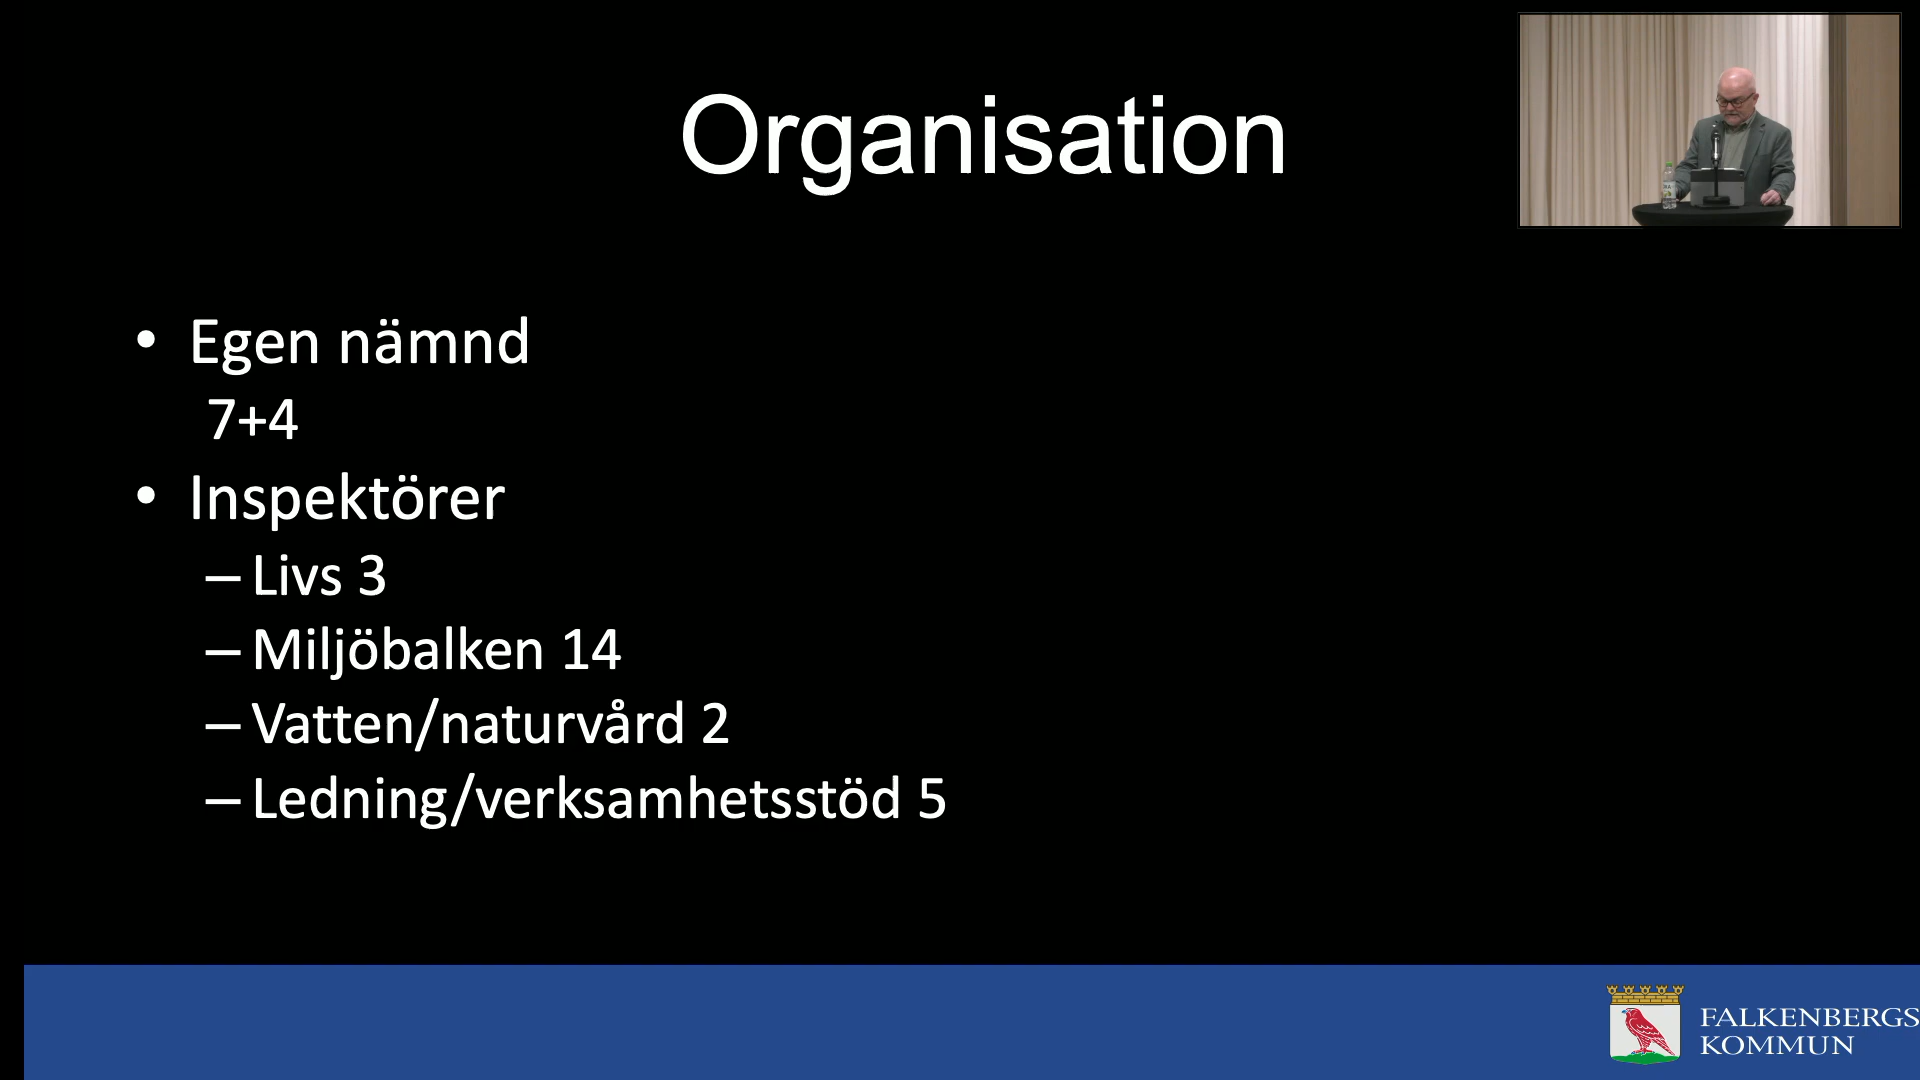 Organisation
• Egen nämnd
7+4
• Inspektörer
– Livs 3
– Miljöbalken 14
– Vatten/naturvård 2
– Ledning/verksamhetsstöd 5
FALKENBERGS
KOMMUN